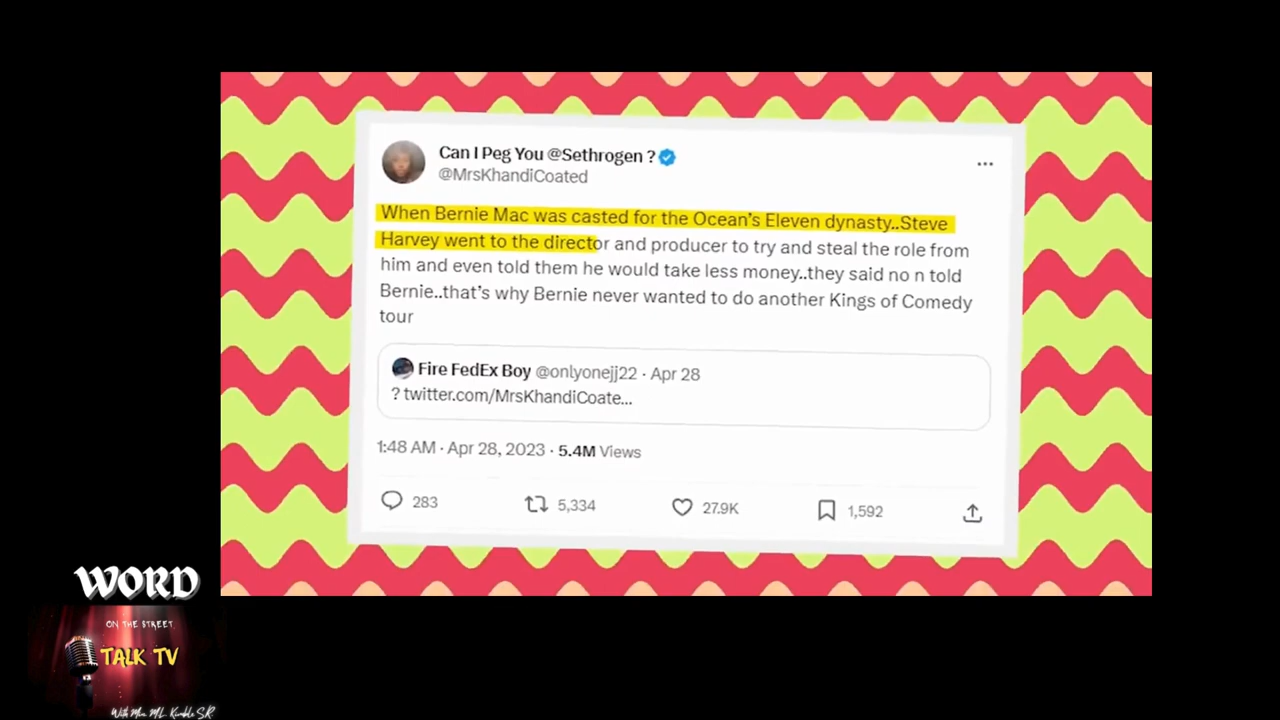 Can I Peg You @Sethrogen ?
@MrsKhandiCoated
When Bernie Mac was casted for the Ocean's Eleven dynasty..Steve
Harvey went to the director and producer to try and steal the role from
him and even told them he would take less money..they said no n told
Bernie..that's why Bernie never wanted to do another Kings of Comedy
tour
Fire FedEx Boy @onlyonejj22 · Apr 28
? twitter.com/MrsKhandiCoate...
1:48 AM · Apr 28, 2023 · 5.4M Views
283 5,334 27.9K 1,592
WORD
ON THE STREET
TALK TV
With Min. M.L. Kimble S.R.